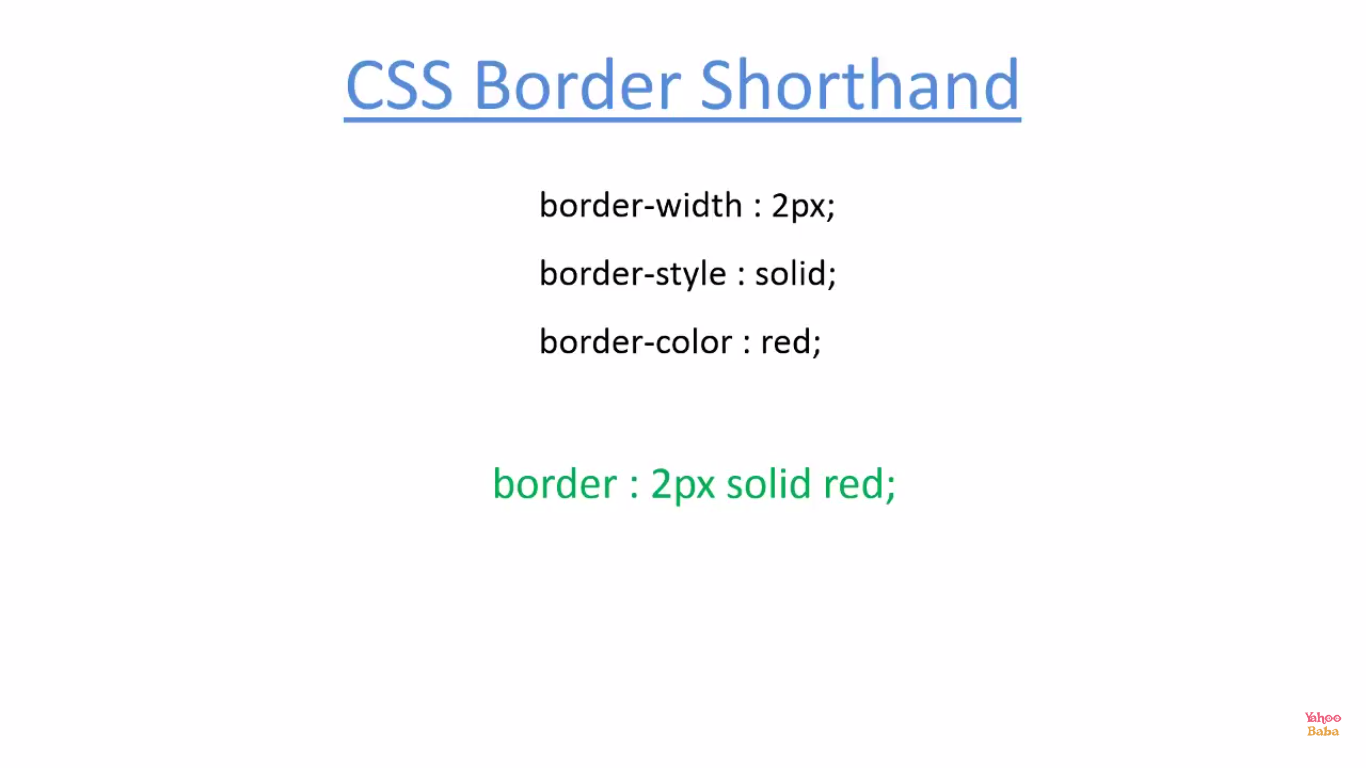 CSS Border Shorthand
border-width : 2px;
border-style : solid;
border-color : red;
border : 2px solid red;
Yahoo
Baba